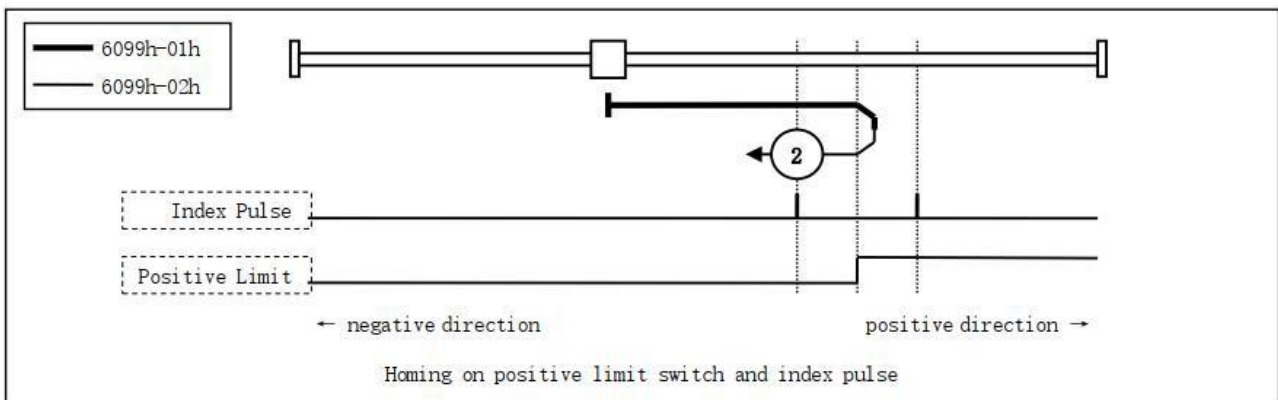 6099h-01h
6099h-02h
2
Index Pulse
Positive Limit
← negative direction
positive direction →
Homing on positive limit switch and index pulse